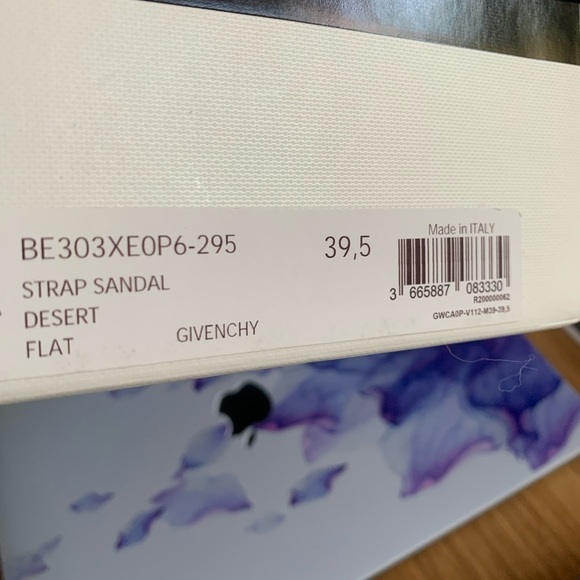 BE303XE0P6-295
39,5
STRAP SANDAL
DESERT
FLAT
GIVENCHY
Made in ITALY
3 665887 083330
R200000062
GWCA0P-V112-M39-39,5